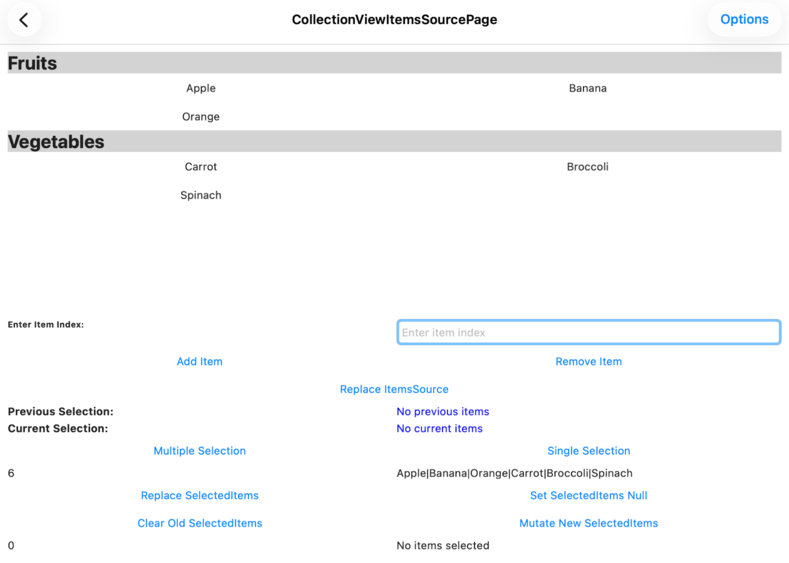 CollectionViewItemsSourcePage Options
Fruits
Apple Banana
Orange
Vegetables
Carrot Broccoli
Spinach
Enter Item Index: Enter item index
Add Item Remove Item
Replace ItemsSource
Previous Selection: No previous items
Current Selection: No current items
Multiple Selection Single Selection
6 Apple|Banana|Orange|Carrot|Broccoli|Spinach
Replace SelectedItems Set SelectedItems Null
Clear Old SelectedItems Mutate New SelectedItems
0 No items selected